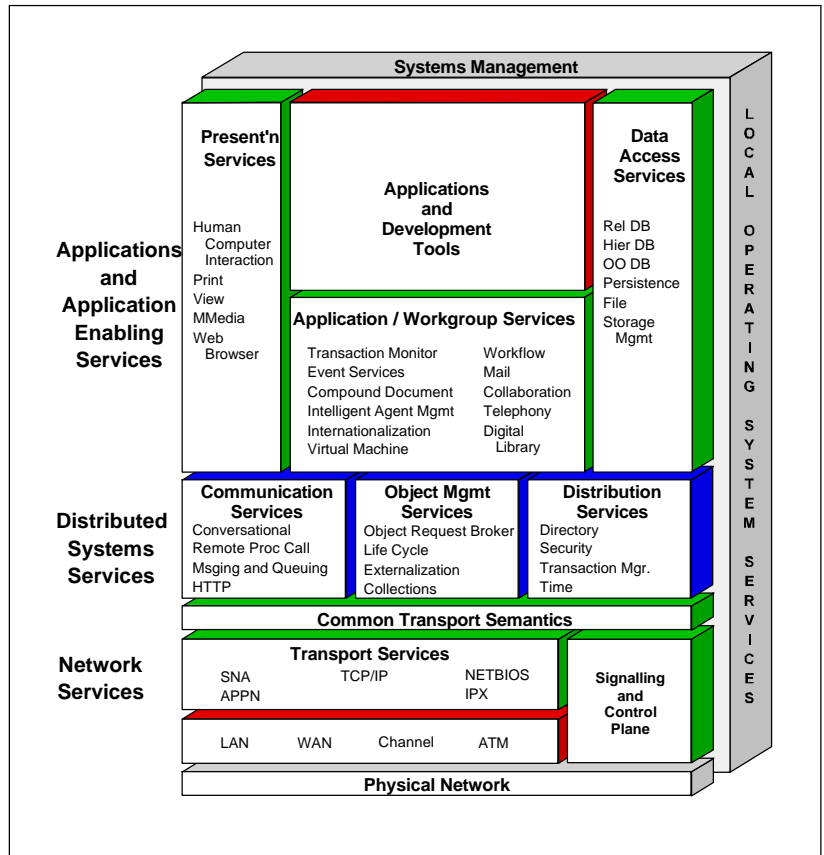 Systems Management
LOCAL OPERATING SYSTEM SERVICES
Applications
and
Application
Enabling
Services
Present'n
Services
Human
Computer
Interaction
Print
View
MMedia
Web
Browser
Applications
and
Development
Tools
Data
Access
Services
Rel DB
Hier DB
OO DB
Persistence
File
Storage
Mgmt
Application / Workgroup Services
Transaction Monitor
Event Services
Compound Document
Intelligent Agent Mgmt
Internationalization
Virtual Machine
Workflow
Mail
Collaboration
Telephony
Digital
Library
Distributed
Systems
Services
Communication
Services
Conversational
Remote Proc Call
Msging and Queuing
HTTP
Object Mgmt
Services
Object Request Broker
Life Cycle
Externalization
Collections
Distribution
Services
Directory
Security
Transaction Mgr.
Time
Common Transport Semantics
Network
Services
Transport Services
SNA TCP/IP NETBIOS
APPN IPX
Signalling
and
Control
Plane
LAN WAN Channel ATM
Physical Network